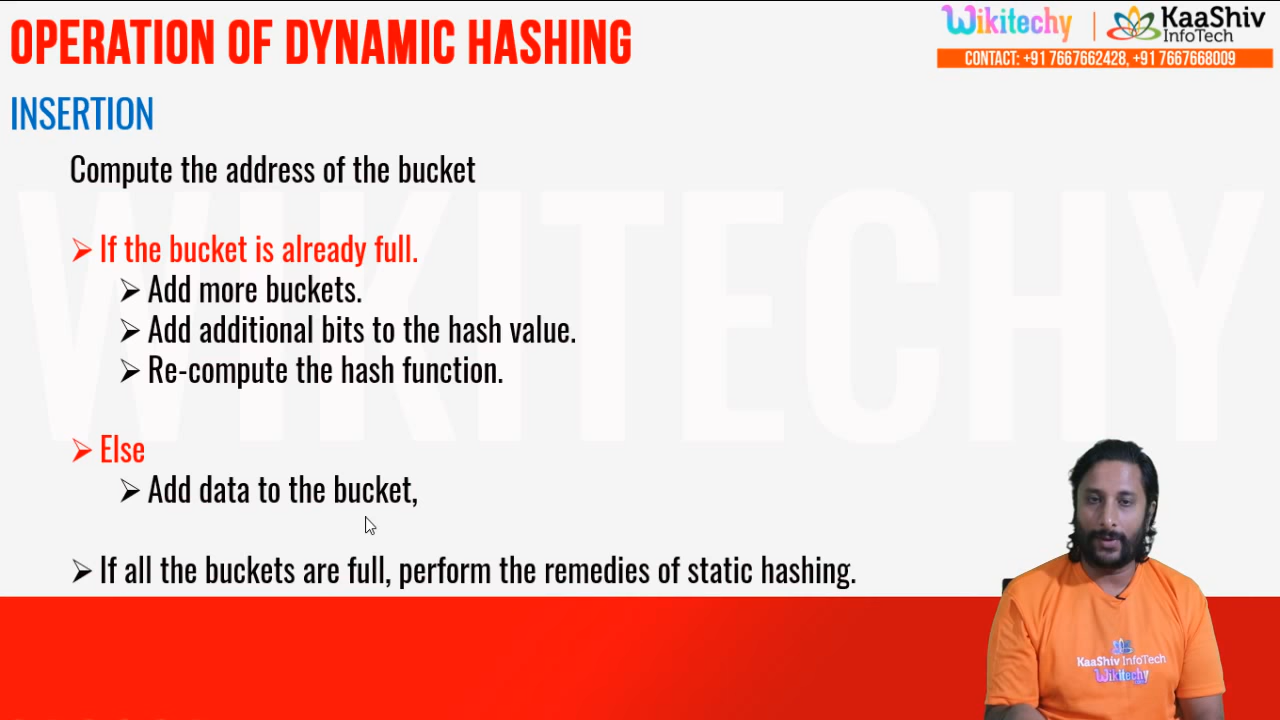 OPERATION OF DYNAMIC HASHING
Wikitechy
KaaShiv
InfoTech
CONTACT: +91 7667662428, +91 7667668009
INSERTION
Compute the address of the bucket
WIKITECHY
➢ If the bucket is already full.
➢ Add more buckets.
➢ Add additional bits to the hash value.
➢ Re-compute the hash function.
➢ Else
➢ Add data to the bucket,
➢ If all the buckets are full, perform the remedies of static hashing.
KaaShiv InfoTech
Wikitechy